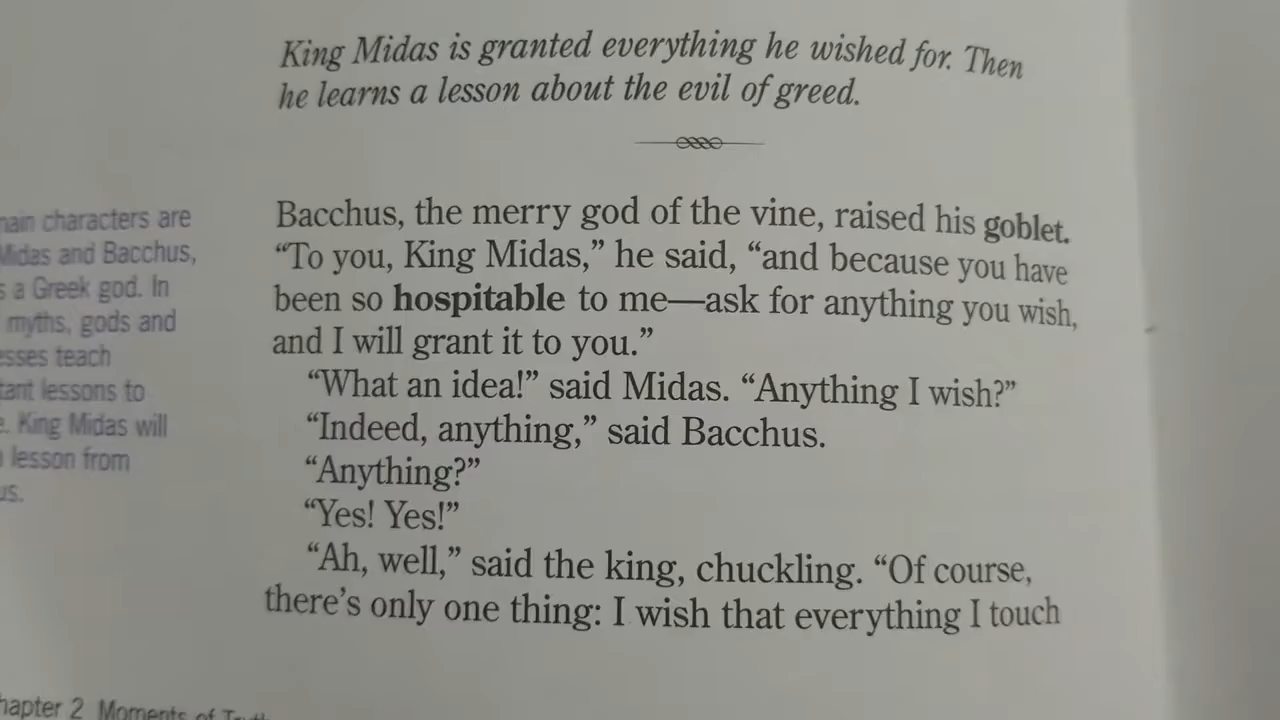 King Midas is granted everything he wished for. Then
he learns a lesson about the evil of greed.
Bacchus, the merry god of the vine, raised his goblet.
“To you, King Midas,” he said, “and because you have
been so hospitable to me—ask for anything you wish,
and I will grant it to you.”
“What an idea!” said Midas. “Anything I wish?”
“Indeed, anything,” said Bacchus.
“Anything?”
“Yes! Yes!”
“Ah, well,” said the king, chuckling. “Of course,
there’s only one thing: I wish that everything I touch
characters are
Midas and Bacchus,
a Greek god. In
myths, gods and
teach
lessons to
King Midas will
lesson from
2 Moments of